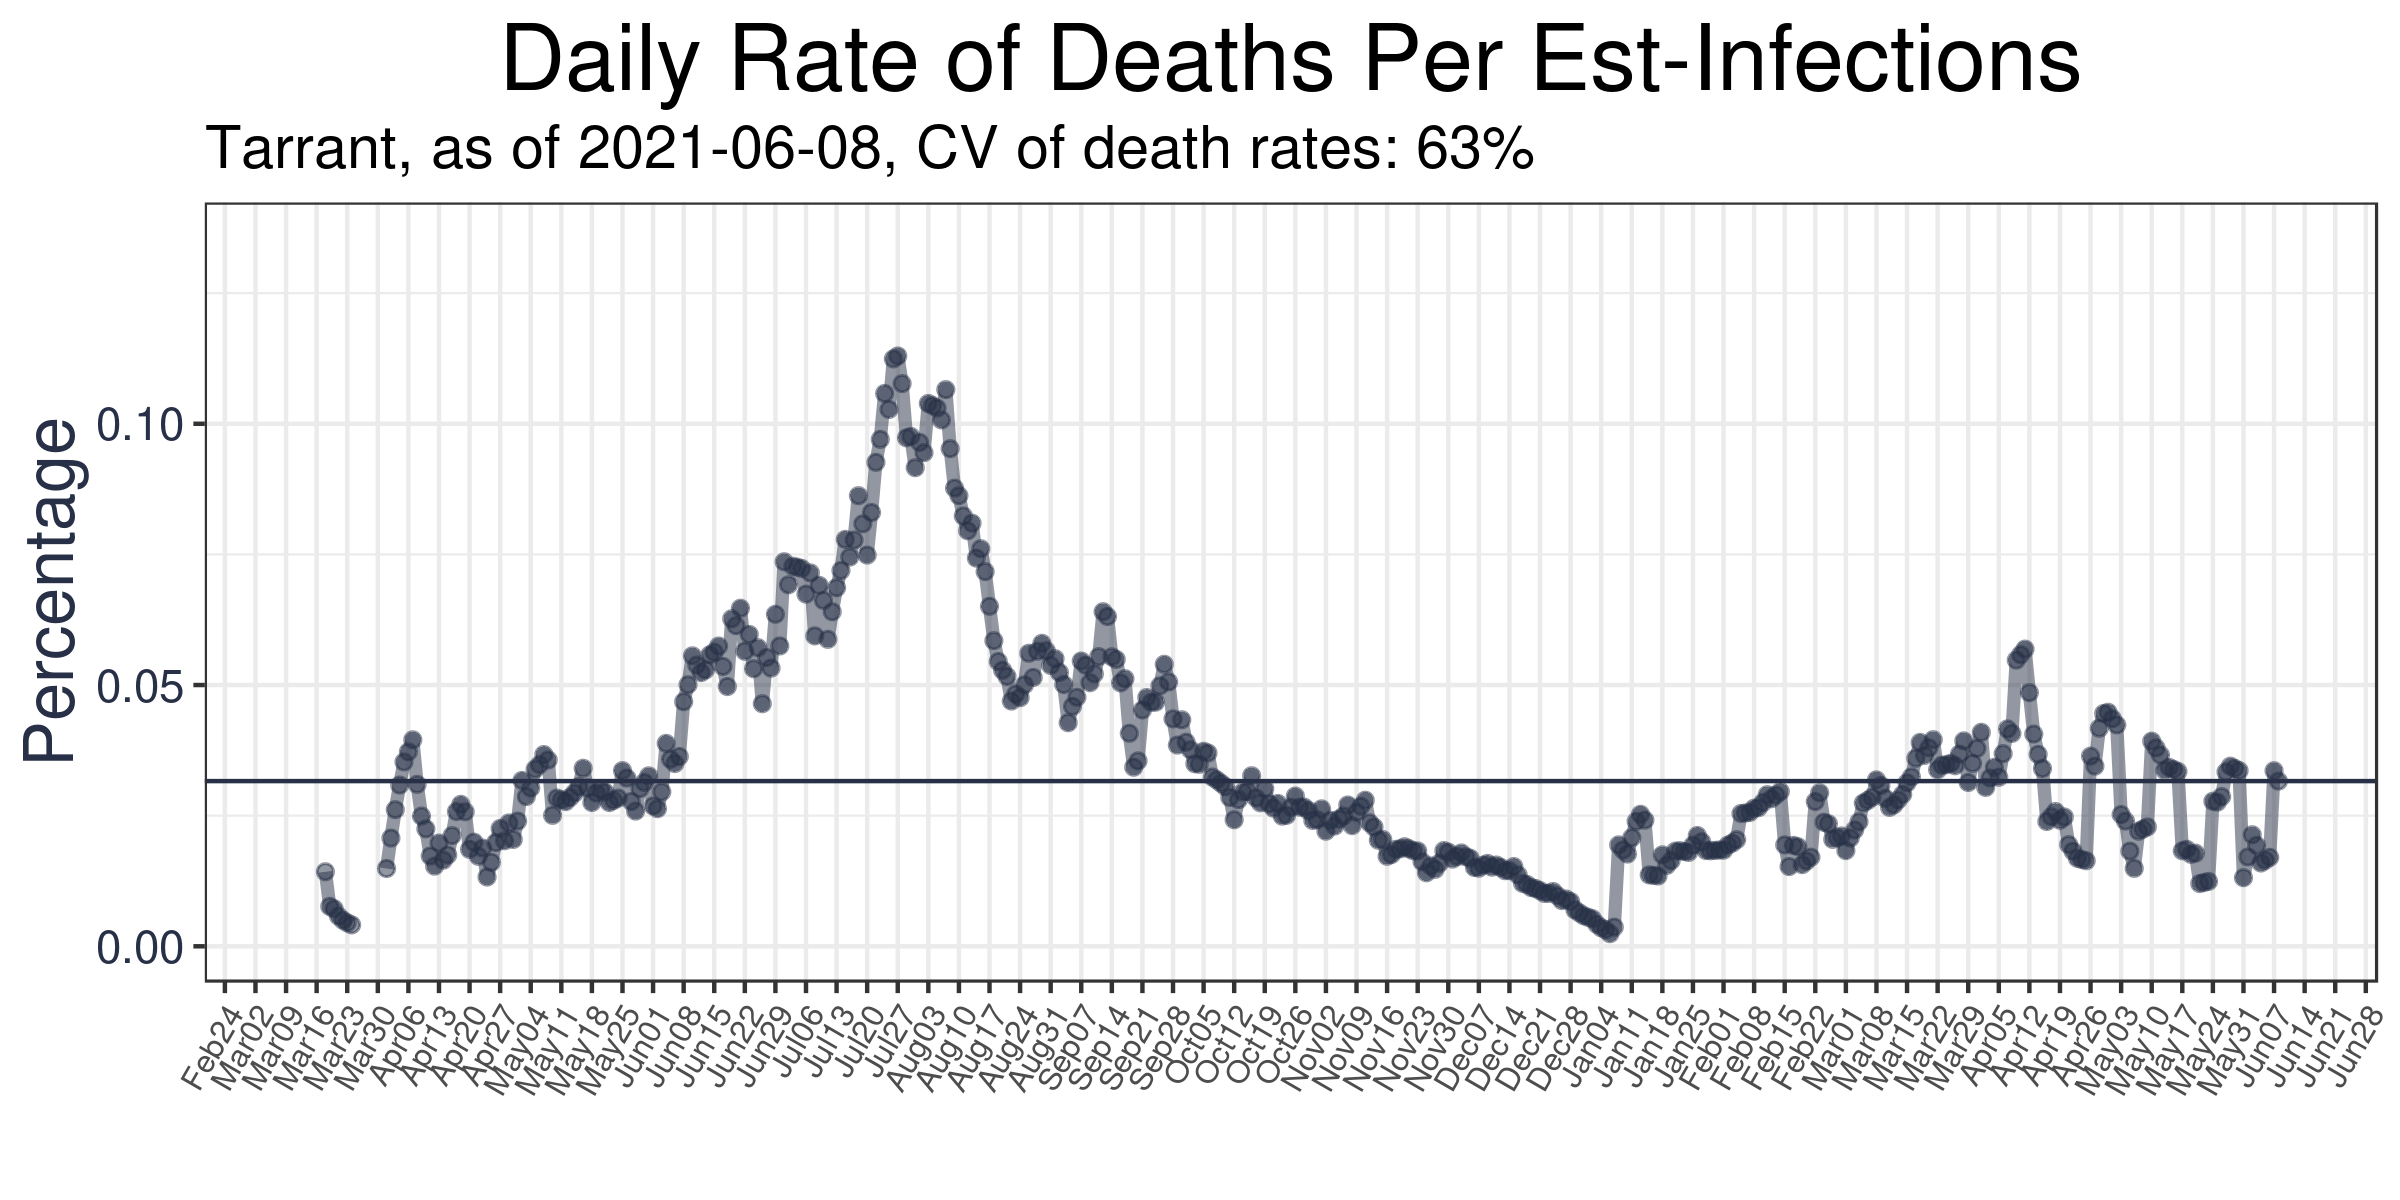 Daily Rate of Deaths Per Est-Infections
Tarrant, as of 2021-06-08, CV of death rates: 63%
Percentage
0.10
0.05
0.00
Feb24
Mar02
Mar09
Mar16
Mar23
Mar30
Apr06
Apr13
Apr20
Apr27
May04
May11
May18
May25
Jun01
Jun08
Jun15
Jun22
Jun29
Jul06
Jul13
Jul20
Jul27
Aug03
Aug10
Aug17
Aug24
Aug31
Sep07
Sep14
Sep21
Sep28
Oct05
Oct12
Oct19
Oct26
Nov02
Nov09
Nov16
Nov23
Nov30
Dec07
Dec14
Dec21
Dec28
Jan04
Jan11
Jan18
Jan25
Feb01
Feb08
Feb15
Feb22
Mar01
Mar08
Mar15
Mar22
Mar29
Apr05
Apr12
Apr19
Apr26
May03
May10
May17
May24
May31
Jun07
Jun14
Jun21
Jun28